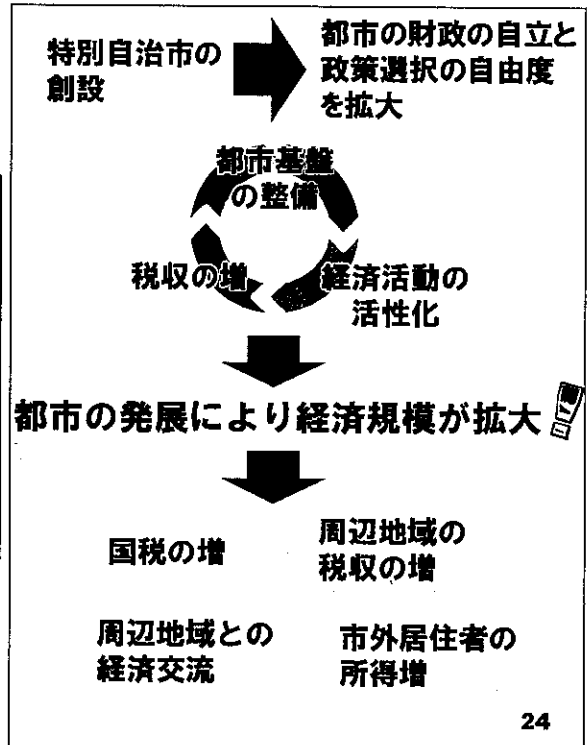 特別自治市の
創設
都市の財政の自立と
政策選択の自由度
を拡大
都市基盤
の整備
税収の増
経済活動の
活性化
都市の発展により経済規模が拡大
国税の増
周辺地域の
税収の増
周辺地域との
経済交流
市外居住者の
所得増
24